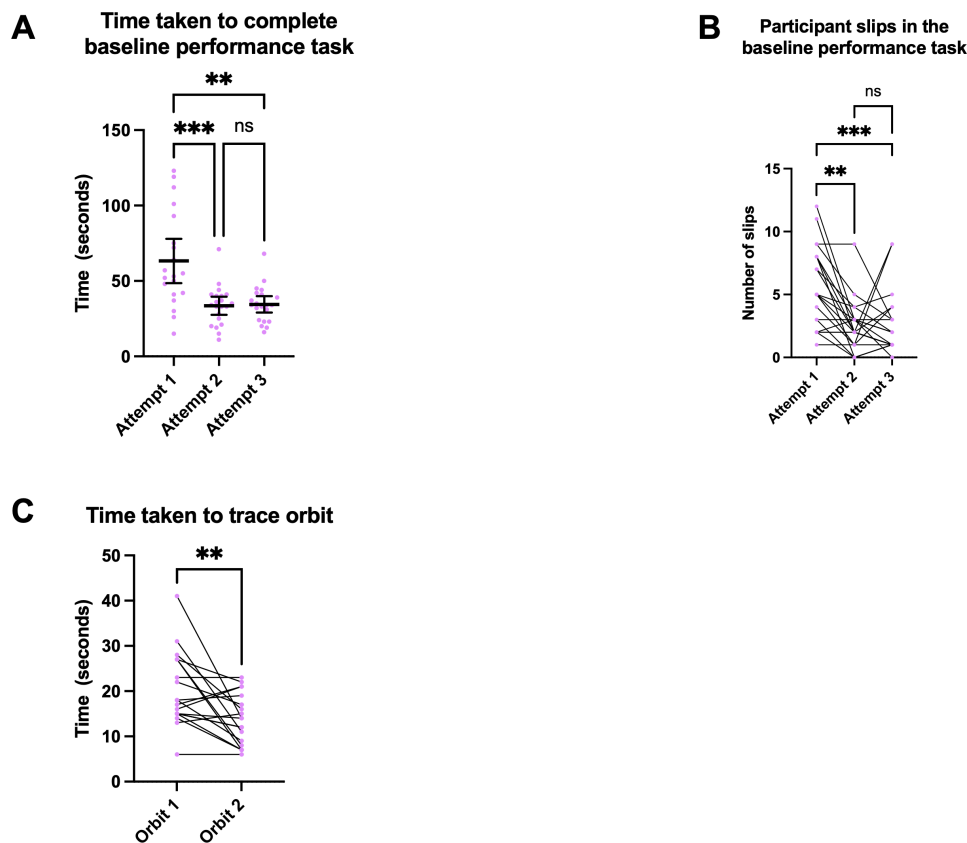 A
Time taken to complete
baseline performance task
**
***
ns
150
100
50
0
Time (seconds)
Attempt 1
Attempt 2
Attempt 3
B
Participant slips in the
baseline performance task
ns
***
**
15
10
5
0
Number of slips
Attempt 1
Attempt 2
Attempt 3
C
Time taken to trace orbit
**
50
40
30
20
10
0
Time (seconds)
Orbit 1
Orbit 2